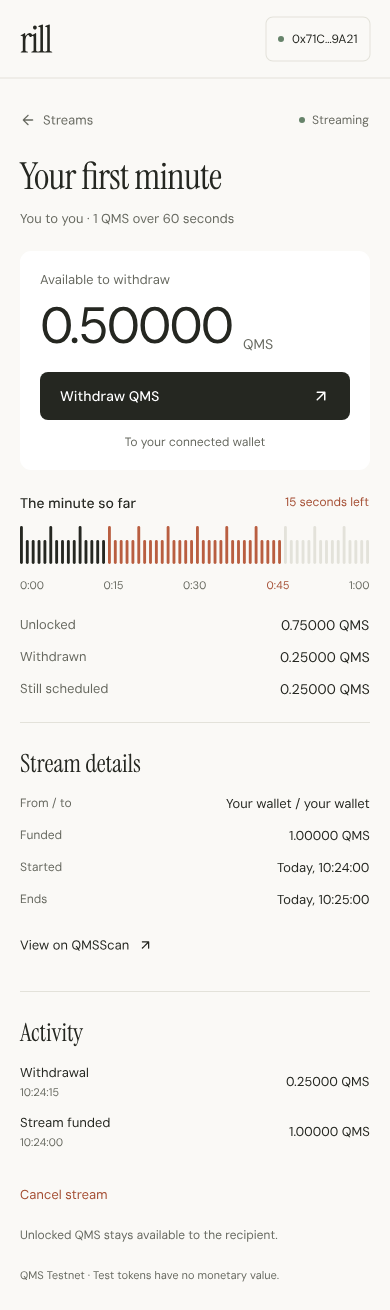 rill
0x71C...9A21
Streams
Streaming
Your first minute
You to you · 1 QMS over 60 seconds
Available to withdraw
0.50000 QMS
Withdraw QMS
To your connected wallet
The minute so far
15 seconds left
0:00 0:15 0:30 0:45 1:00
Unlocked 0.75000 QMS
Withdrawn 0.25000 QMS
Still scheduled 0.25000 QMS
Stream details
From / to Your wallet / your wallet
Funded 1.00000 QMS
Started Today, 10:24:00
Ends Today, 10:25:00
View on QMSScan
Activity
Withdrawal 0.25000 QMS
10:24:15
Stream funded 1.00000 QMS
10:24:00
Cancel stream
Unlocked QMS stays available to the recipient.
QMS Testnet · Test tokens have no monetary value.